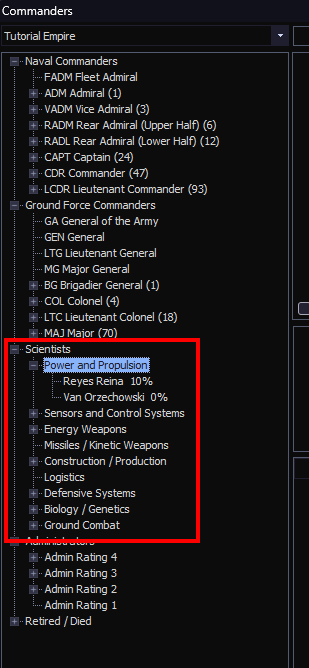 Commanders
Tutorial Empire
Naval Commanders
FADM Fleet Admiral
ADM Admiral (1)
VADM Vice Admiral (3)
RADM Rear Admiral (Upper Half) (6)
RADL Rear Admiral (Lower Half) (12)
CAPT Captain (24)
CDR Commander (47)
LCDR Lieutenant Commander (93)
Ground Force Commanders
GA General of the Army
GEN General
LTG Lieutenant General
MG Major General
BG Brigadier General (1)
COL Colonel (4)
LTC Lieutenant Colonel (18)
MAJ Major (70)
Scientists
Power and Propulsion
Reyes Reina 10%
Van Orzechowski 0%
Sensors and Control Systems
Energy Weapons
Missiles / Kinetic Weapons
Construction / Production
Logistics
Defensive Systems
Biology / Genetics
Ground Combat
Administrators
Admin Rating 4
Admin Rating 3
Admin Rating 2
Admin Rating 1
Retired / Died